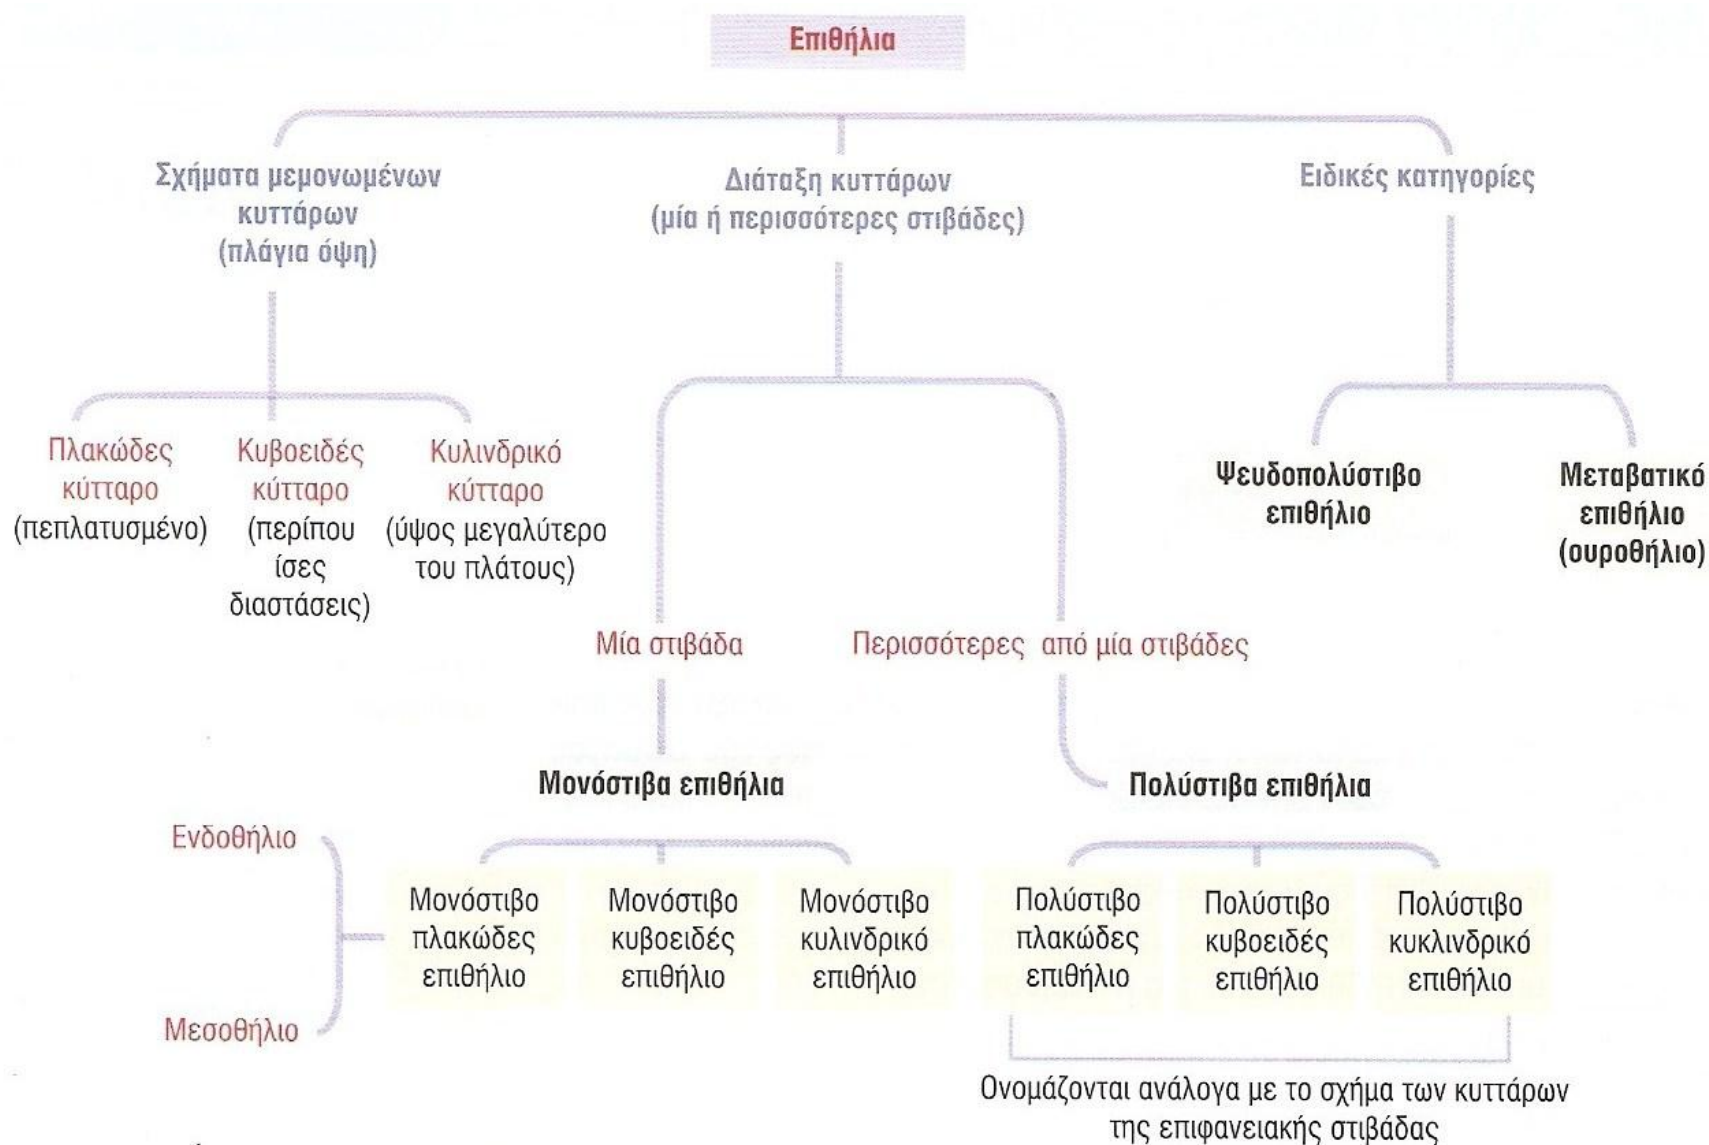 Επιθήλια
Σχήματα μεμονωμένων
κυττάρων
(πλάγια όψη)
Διάταξη κυττάρων
(μία ή περισσότερες στιβάδες)
Ειδικές κατηγορίες
Πλακώδες
κύτταρο
(πεπλατυσμένο)
Κυβοειδές
κύτταρο
(περίπου
ίσες
διαστάσεις)
Κυλινδρικό
κύτταρο
(ύψος μεγαλύτερο
του πλάτους)
Ψευδοπολύστιβο
επιθήλιο
Μεταβατικό
επιθήλιο
(ουροθήλιο)
Μία στιβάδα
Περισσότερες από μία στιβάδες
Μονόστιβα επιθήλια
Πολύστιβα επιθήλια
Ενδοθήλιο
Μεσοθήλιο
Μονόστιβο
πλακώδες
επιθήλιο
Μονόστιβο
κυβοειδές
επιθήλιο
Μονόστιβο
κυλινδρικό
επιθήλιο
Πολύστιβο
πλακώδες
επιθήλιο
Πολύστιβο
κυβοειδές
επιθήλιο
Πολύστιβο
κυκλινδρικό
επιθήλιο
Ονομάζονται ανάλογα με το σχήμα των κυττάρων
της επιφανειακής στιβάδας